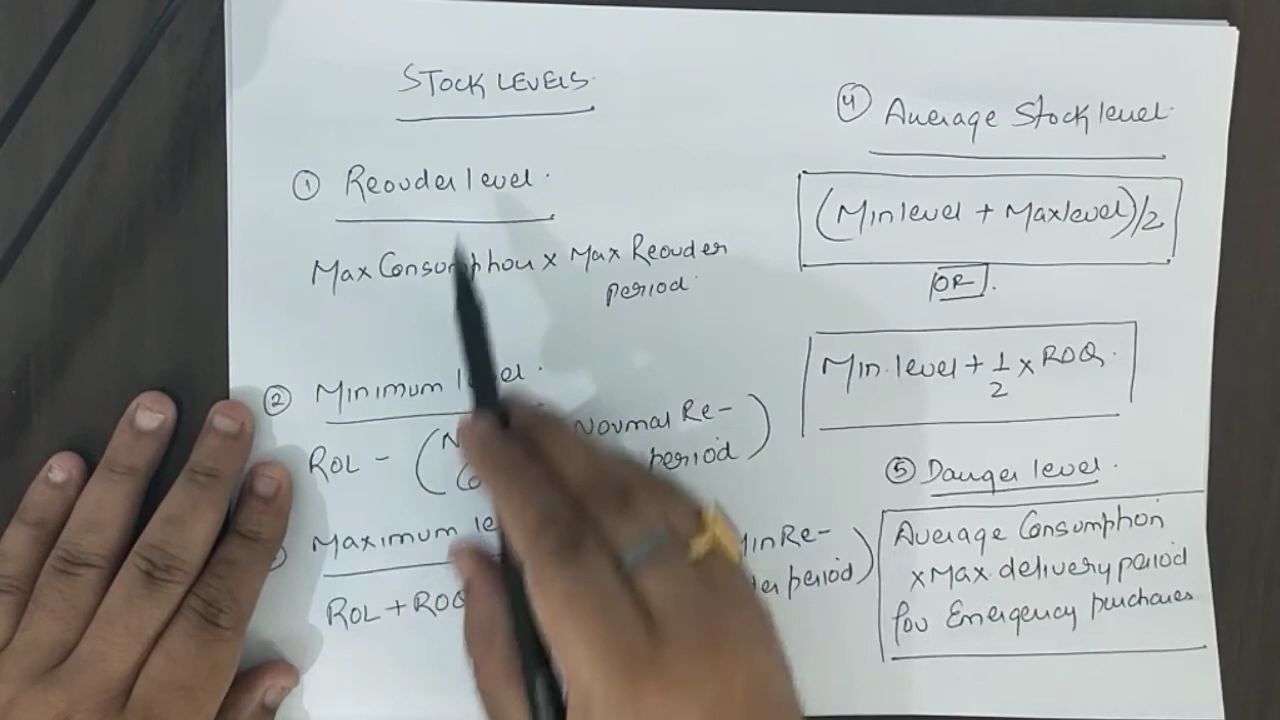 STOCK LEVELS
① Reorder level.
Max Consumption x Max Reorder
period.
② Minimum
ROL - ( Normal Re-
period)
Maximum
ROL + ROQ
Min Re-
period)
④ Average Stock level
(Min level + Max level)/2
OR
Min. level + 1/2 x ROQ.
⑤ Danger level.
Average Consumption
x Max. delivery period
for Emergency purchases